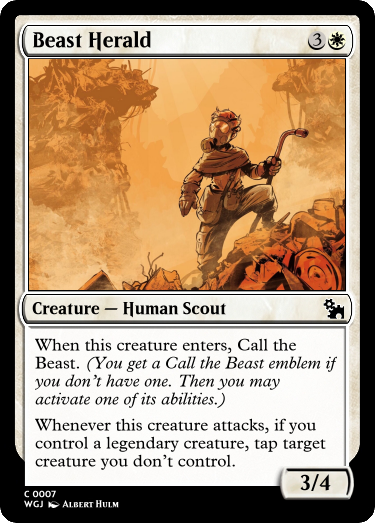 Beast Herald 3
Creature — Human Scout
When this creature enters, Call the
Beast. (You get a Call the Beast emblem if
you don't have one. Then you may
activate one of its abilities.)
Whenever this creature attacks, if you
control a legendary creature, tap target
creature you don't control.
3/4
C 0007
WGJ Albert Hulm